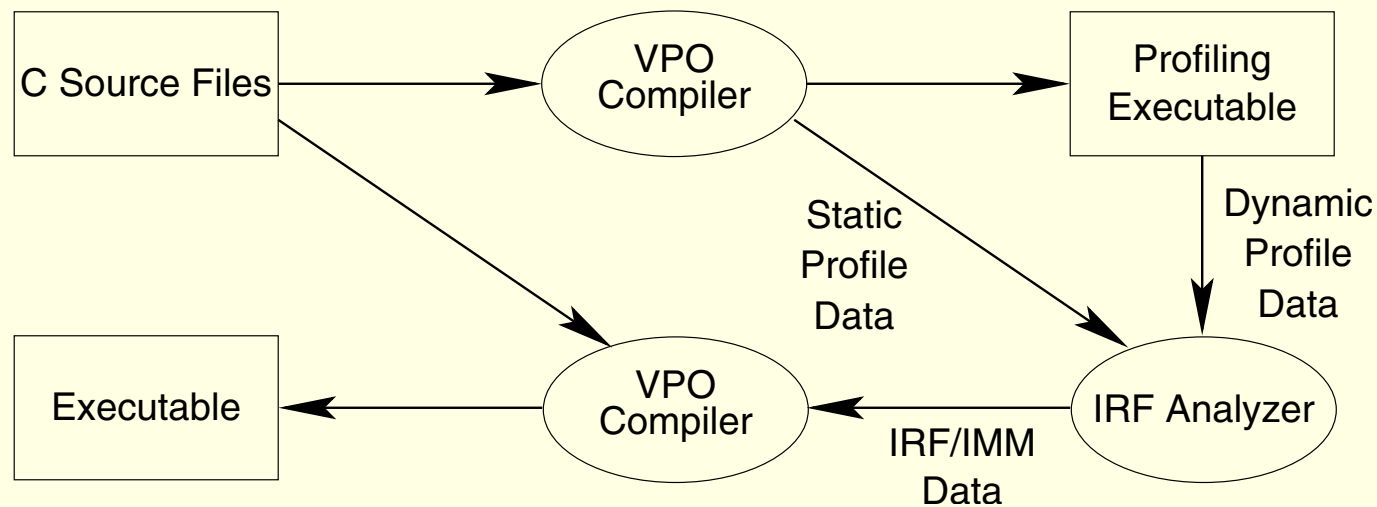 C Source Files
VPO
Compiler
Profiling
Executable
Static
Profile
Data
Dynamic
Profile
Data
Executable
VPO
Compiler
IRF/IMM
Data
IRF Analyzer